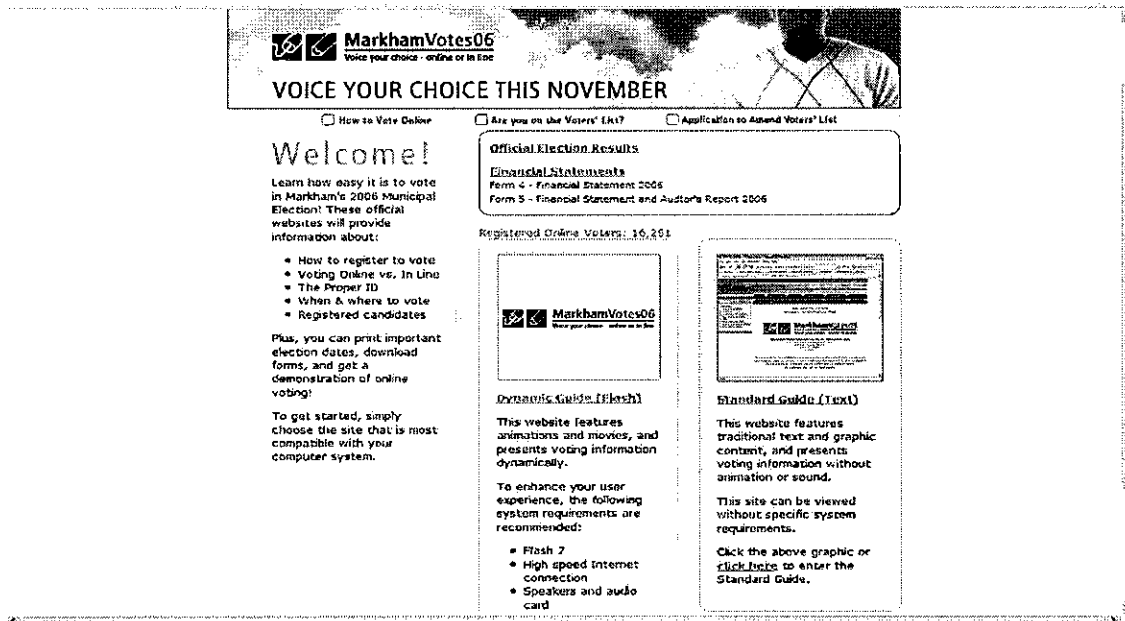 MarkhamVotes06
Voice your choice - online or in line
VOICE YOUR CHOICE THIS NOVEMBER
How to Vote Online
Are you on the Voters' List?
Application to Amend Voters' List
Welcome!
Learn how easy it is to vote
in Markham's 2006 Municipal
Election! These official
websites will provide
information about:
• How to register to vote
• Voting Online vs. In Line
• The Proper ID
• When & where to vote
• Registered candidates
Plus, you can print important
election dates, download
forms, and get a
demonstration of online
voting!
To get started, simply
choose the site that is most
compatible with your
computer system.
Official Election Results
Financial Statements
Form 4 - Financial Statement 2006
Form 5 - Financial Statement and Auditor's Report 2006
Registered Online Voters: 16,251
MarkhamVotes06
Voice your choice - online or in line
Dynamic Guide (Flash)
This website features
animations and movies, and
presents voting information
dynamically.
To enhance your user
experience, the following
system requirements are
recommended:
• Flash 7
• High speed Internet
connection
• Speakers and audio
card
MarkhamVotes06
Standard Guide (Text)
This website features
traditional text and graphic
content, and presents
voting information without
animation or sound.
This site can be viewed
without specific system
requirements.
Click the above graphic or
click here to enter the
Standard Guide.